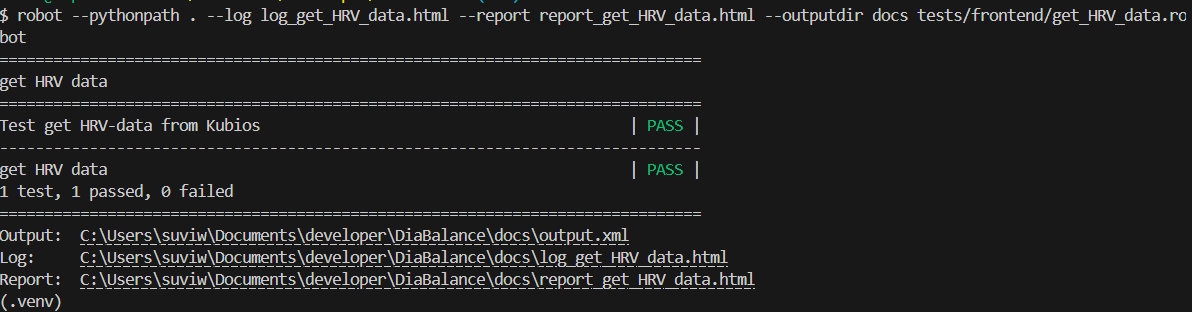 $ robot --pythonpath . --log log_get_HRV_data.html --report report_get_HRV_data.html --outputdir docs tests/frontend/get_HRV_data.ro
bot
==============================================================================
get HRV data
==============================================================================
Test get HRV-data from Kubios                                         | PASS |
------------------------------------------------------------------------------
get HRV data                                                          | PASS |
1 test, 1 passed, 0 failed
==============================================================================
Output:  C:\Users\suviw\Documents\developer\DiaBalance\docs\output.xml
Log:     C:\Users\suviw\Documents\developer\DiaBalance\docs\log_get_HRV_data.html
Report:  C:\Users\suviw\Documents\developer\DiaBalance\docs\report_get_HRV_data.html
(.venv)